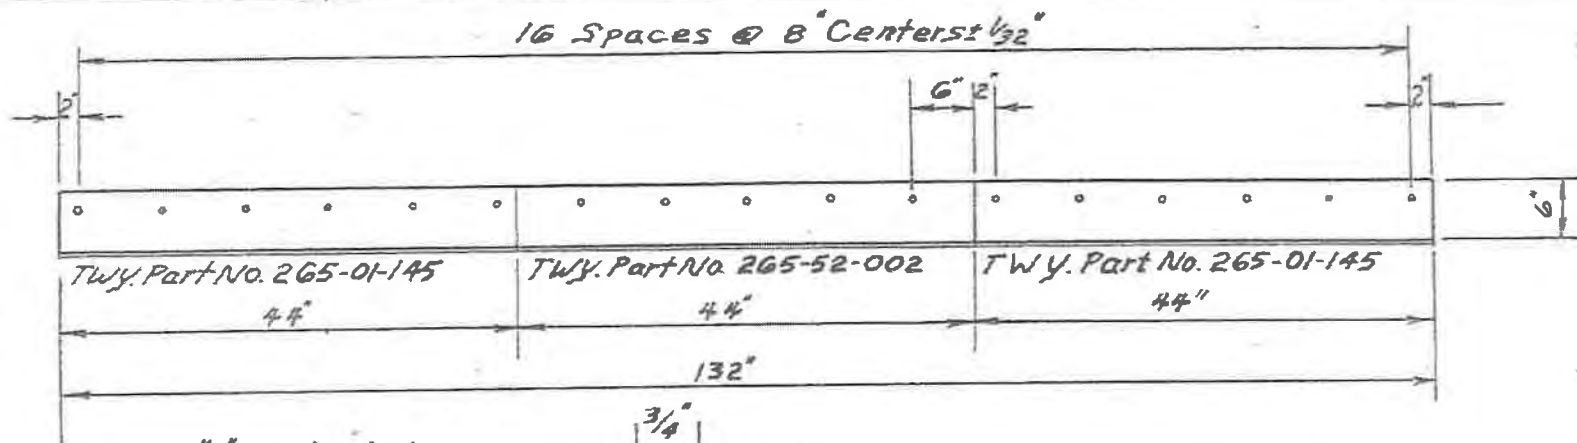 16 Spaces @ 8" Centers ± 1/32"
2" 6" 2" 2"
6"
TWY. Part No. 265-01-145 TWY. Part No. 265-52-002 TWY. Part No. 265-01-145
44" 44" 44"
132"
3/4"